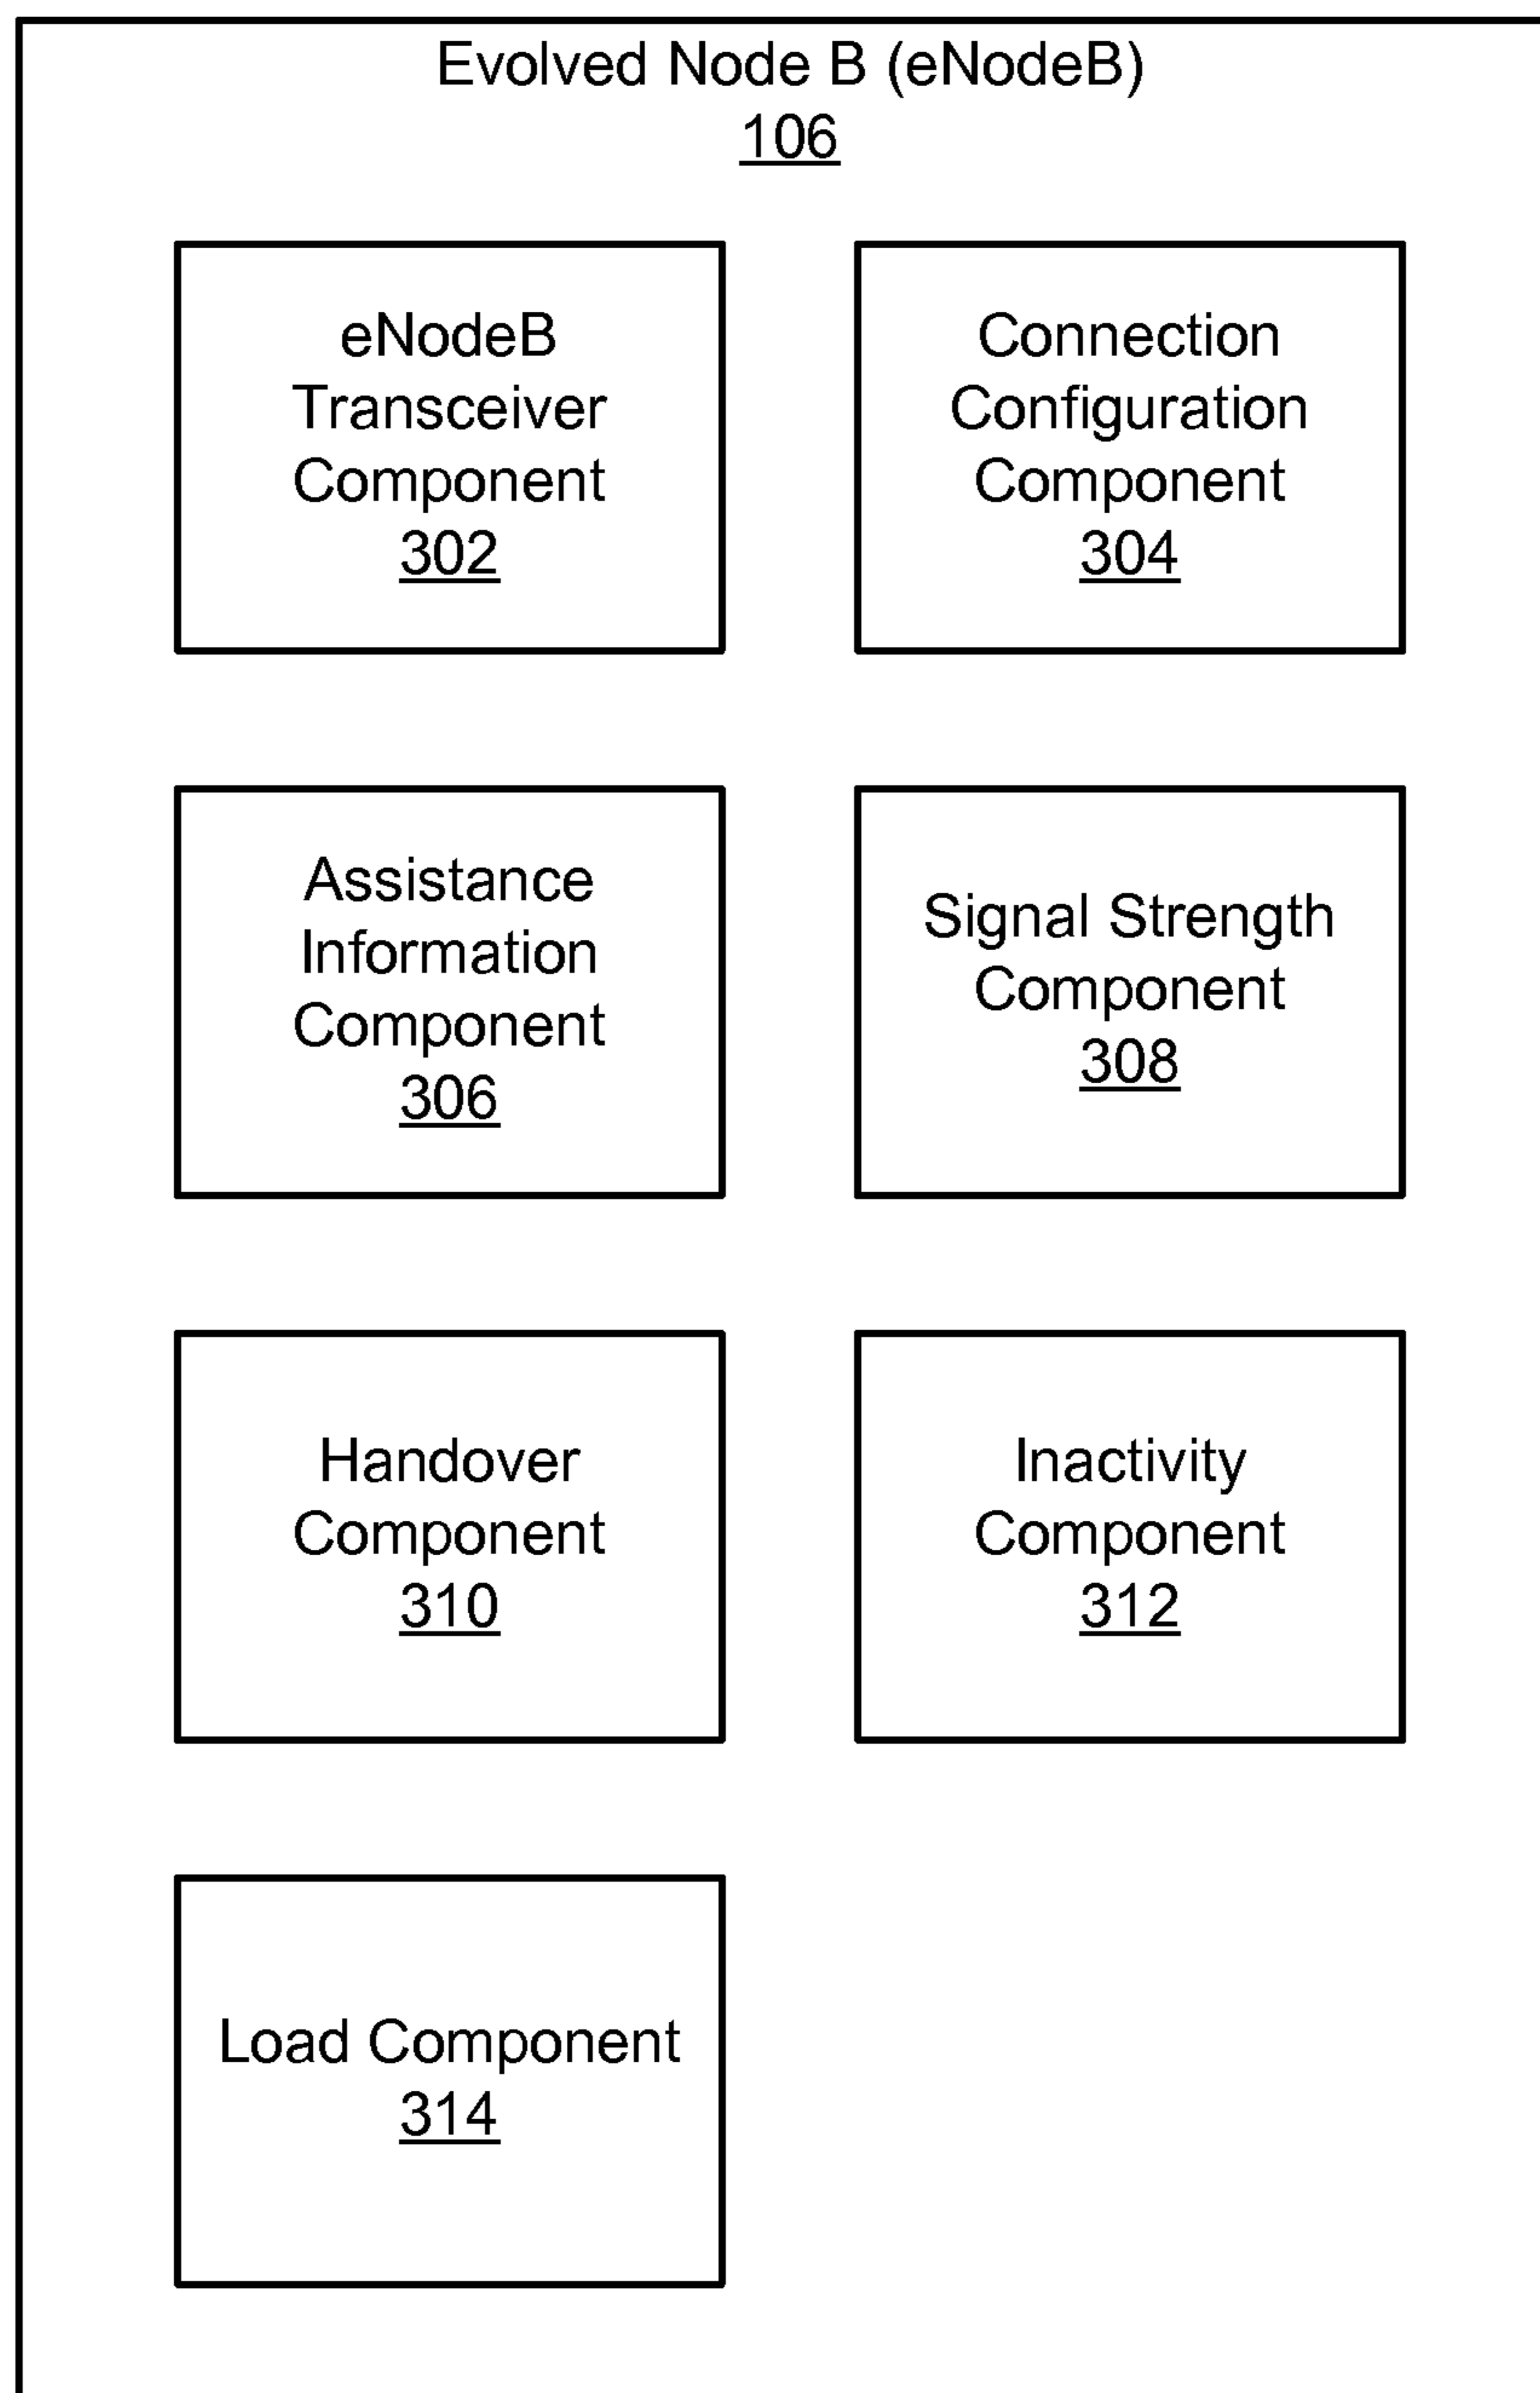 Evolved Node B (eNodeB)
106
eNodeB
Transceiver
Component
302
Connection
Configuration
Component
304
Assistance
Information
Component
306
Signal Strength
Component
308
Handover
Component
310
Inactivity
Component
312
Load Component
314